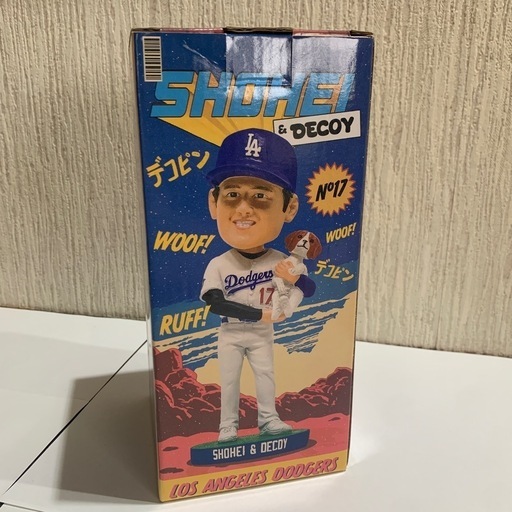 SHOHEI
& DECOY
デコピン
LA
Nº17
WOOF!
WOOF!
デコピン
Dodgers
17
RUFF!
SHOHEI & DECOY
LOS ANGELES DODGERS